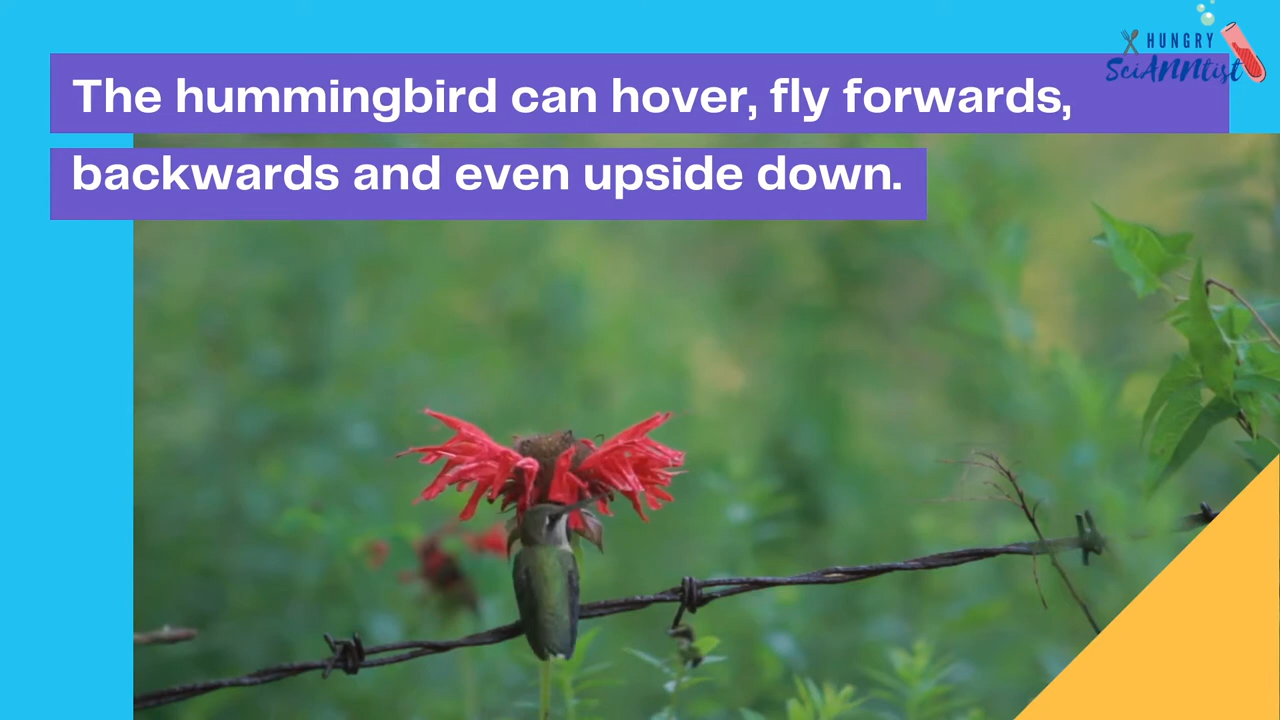 HUNGRY
SciANNtist
The hummingbird can hover, fly forwards,
backwards and even upside down.